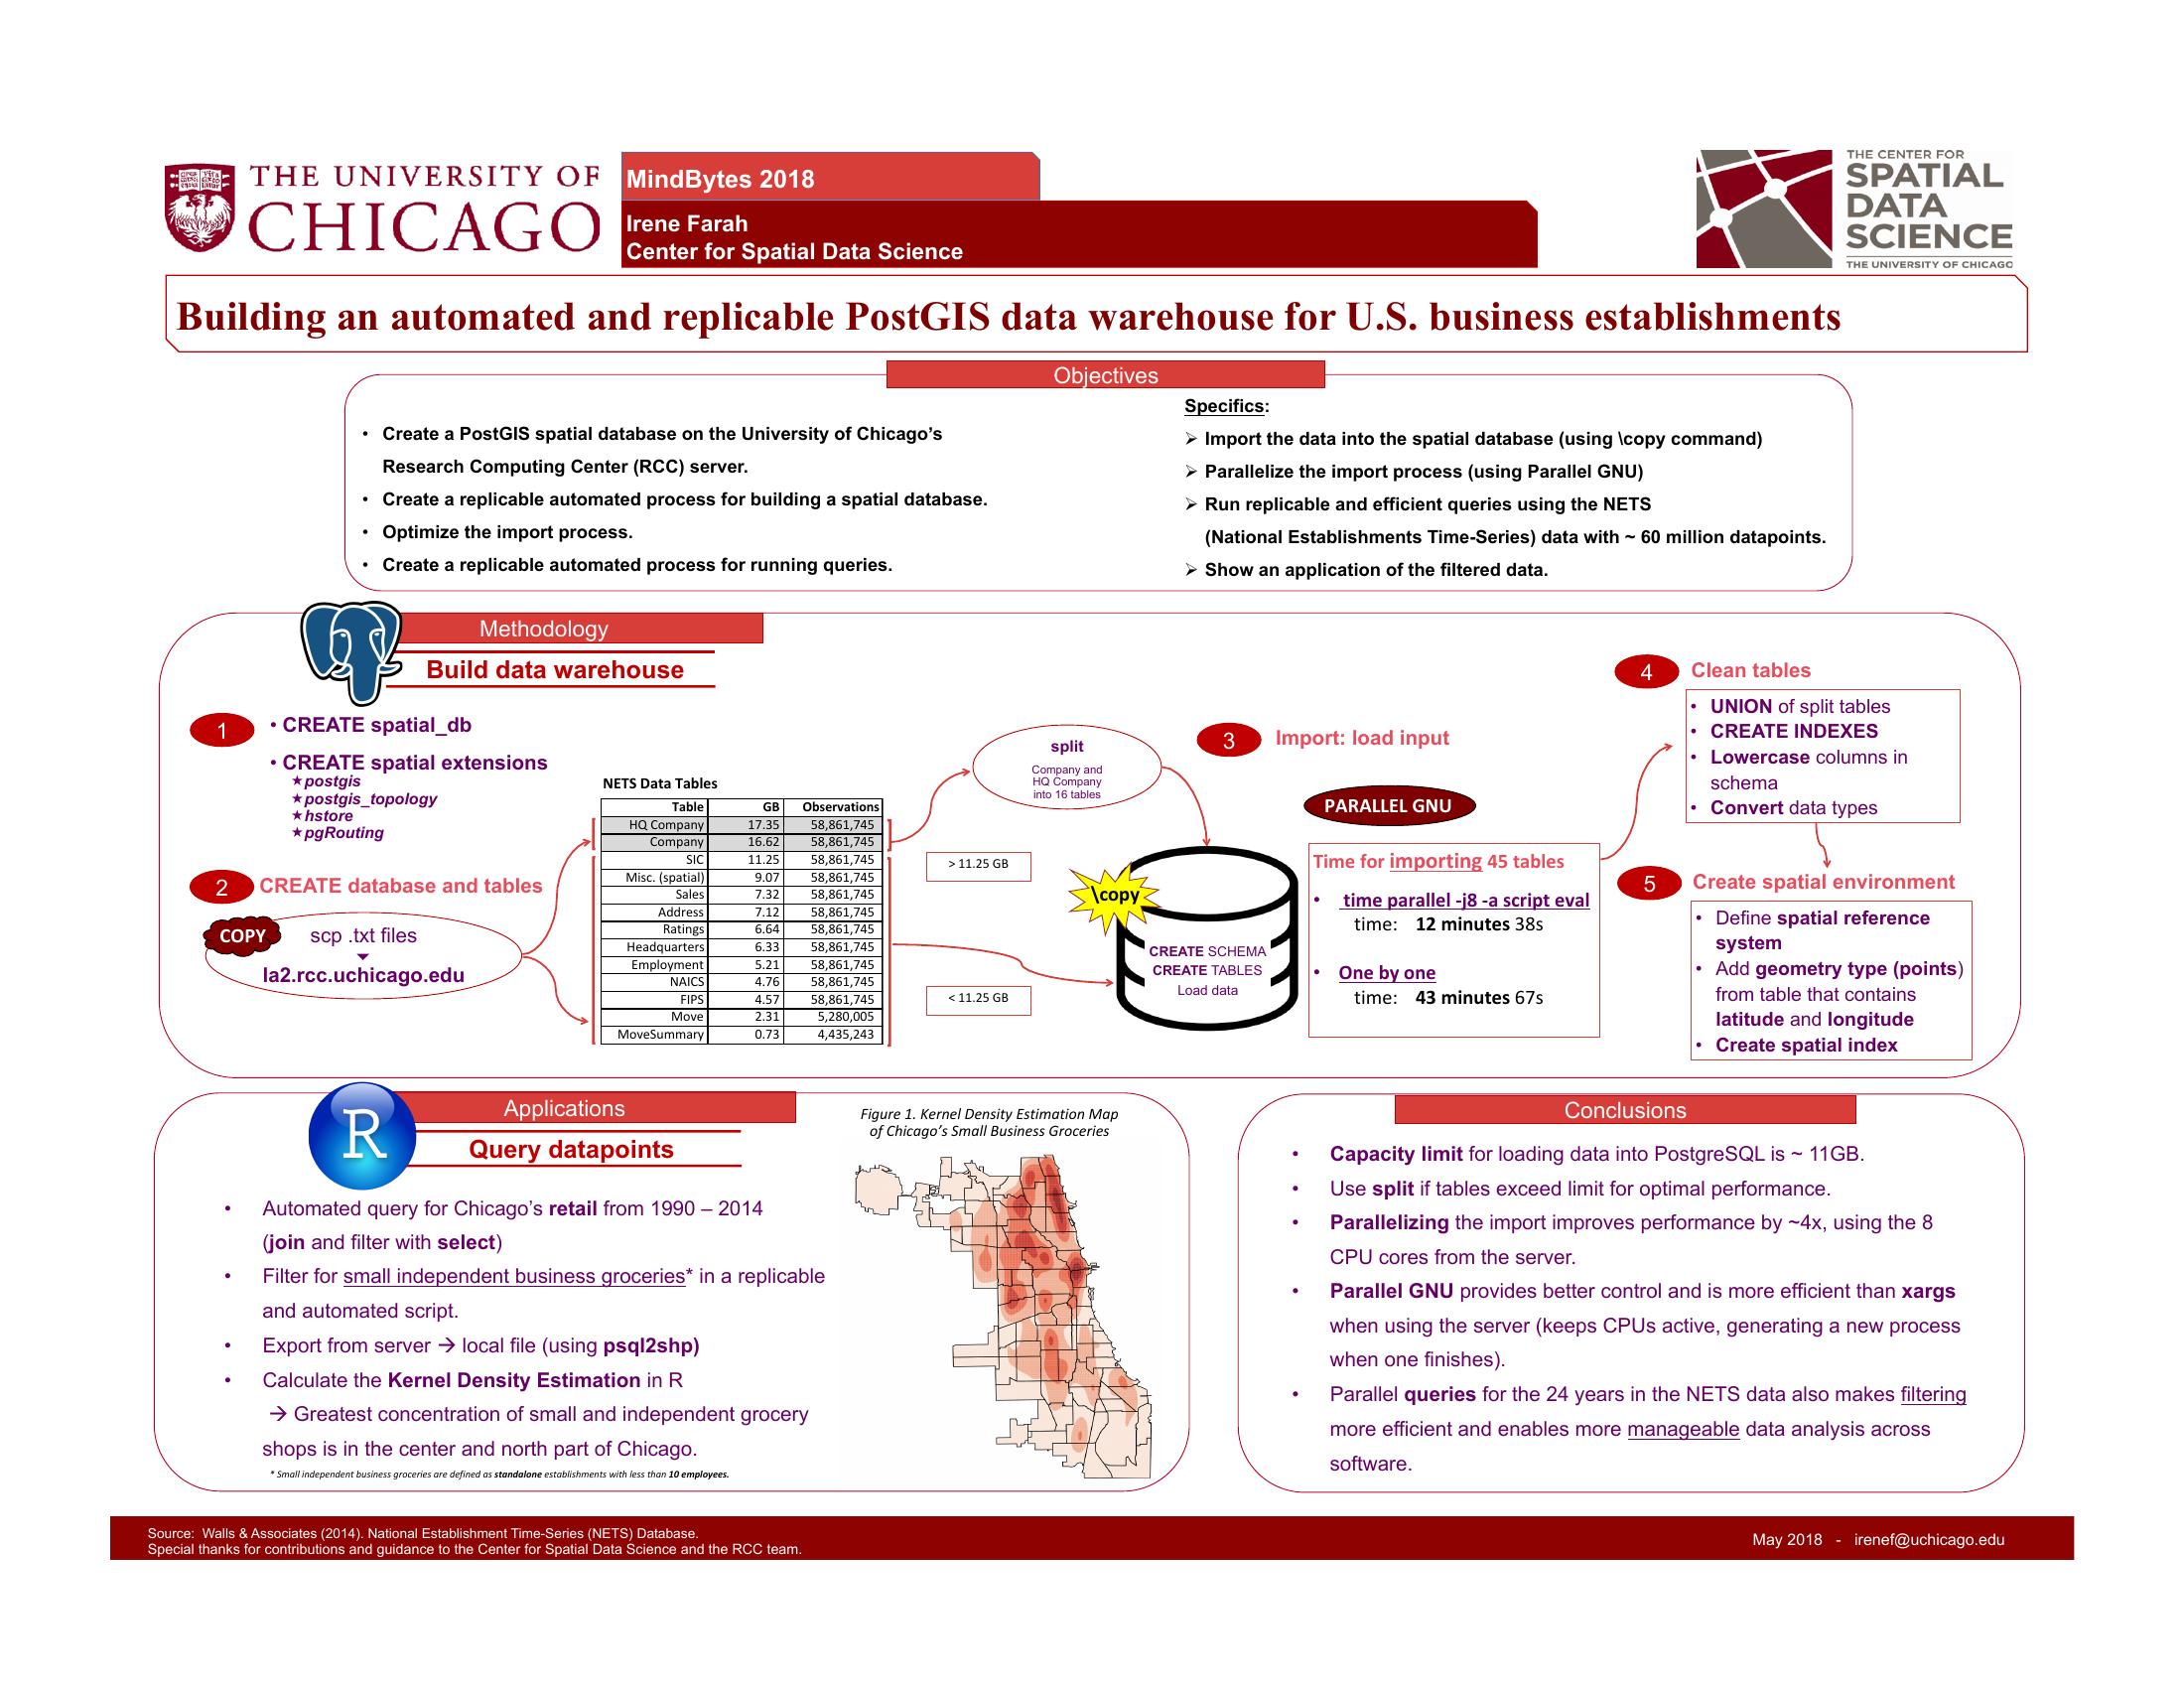 THE UNIVERSITY OF
CHICAGO
MindBytes 2018
Irene Farah
Center for Spatial Data Science
THE CENTER FOR
SPATIAL
DATA
SCIENCE
THE UNIVERSITY OF CHICAGO
Building an automated and replicable PostGIS data warehouse for U.S. business establishments
Objectives
• Create a PostGIS spatial database on the University of Chicago’s
Research Computing Center (RCC) server.
• Create a replicable automated process for building a spatial database.
• Optimize the import process.
• Create a replicable automated process for running queries.
Specifics:
➢ Import the data into the spatial database (using \copy command)
➢ Parallelize the import process (using Parallel GNU)
➢ Run replicable and efficient queries using the NETS
(National Establishments Time-Series) data with ~ 60 million datapoints.
➢ Show an application of the filtered data.
Methodology
Build data warehouse
1
• CREATE spatial_db
• CREATE spatial extensions
★postgis
★postgis_topology
★hstore
★pgRouting
2 CREATE database and tables
COPY
scp .txt files
la2.rcc.uchicago.edu
NETS Data Tables
Table GB Observations
HQ Company 17.35 58,861,745
Company 16.62 58,861,745
SIC 11.25 58,861,745
Misc. (spatial) 9.07 58,861,745
Sales 7.32 58,861,745
Address 7.12 58,861,745
Ratings 6.64 58,861,745
Headquarters 6.33 58,861,745
Employment 5.21 58,861,745
NAICS 4.76 58,861,745
FIPS 4.57 58,861,745
Move 2.31 5,280,005
MoveSummary 0.73 4,435,243
split
Company and
HQ Company
into 16 tables
> 11.25 GB
< 11.25 GB
3 Import: load input
PARALLEL GNU
\copy
CREATE SCHEMA
CREATE TABLES
Load data
Time for importing 45 tables
• time parallel -j8 -a script eval
time: 12 minutes 38s
• One by one
time: 43 minutes 67s
4 Clean tables
• UNION of split tables
• CREATE INDEXES
• Lowercase columns in
schema
• Convert data types
5 Create spatial environment
• Define spatial reference
system
• Add geometry type (points)
from table that contains
latitude and longitude
• Create spatial index
R
Applications
Query datapoints
• Automated query for Chicago’s retail from 1990 – 2014
(join and filter with select)
• Filter for small independent business groceries* in a replicable
and automated script.
• Export from server → local file (using psql2shp)
• Calculate the Kernel Density Estimation in R
→ Greatest concentration of small and independent grocery
shops is in the center and north part of Chicago.
* Small independent business groceries are defined as standalone establishments with less than 10 employees.
Figure 1. Kernel Density Estimation Map
of Chicago’s Small Business Groceries
Conclusions
• Capacity limit for loading data into PostgreSQL is ~ 11GB.
• Use split if tables exceed limit for optimal performance.
• Parallelizing the import improves performance by ~4x, using the 8
CPU cores from the server.
• Parallel GNU provides better control and is more efficient than xargs
when using the server (keeps CPUs active, generating a new process
when one finishes).
• Parallel queries for the 24 years in the NETS data also makes filtering
more efficient and enables more manageable data analysis across
software.
Source: Walls & Associates (2014). National Establishment Time-Series (NETS) Database.
Special thanks for contributions and guidance to the Center for Spatial Data Science and the RCC team.
May 2018 - irenef@uchicago.edu